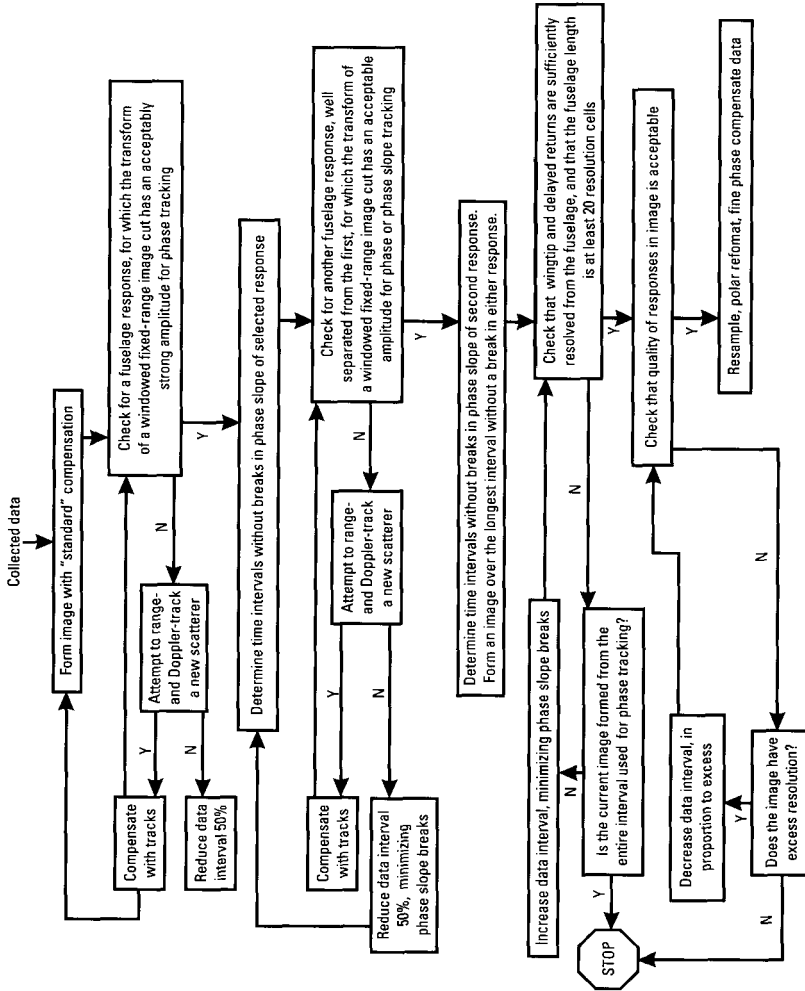 Collected data
Form image with "standard" compensation
Check for a fuselage response, for which the transform
of a windowed fixed-range image cut has an acceptably
strong amplitude for phase tracking
N
Attempt to range-
and Doppler-track
a new scatterer
Y
Compensate
with tracks
N
Reduce data
interval 50%
Y
Determine time intervals without breaks in phase slope of selected response
Check for another fuselage response, well
separated from the first, for which the transform of
a windowed fixed-range image cut has an acceptable
amplitude for phase or phase slope tracking
N
Attempt to range-
and Doppler-track
a new scatterer
Y
Compensate
with tracks
N
Reduce data interval
50%, minimizing
phase slope breaks
Y
Determine time intervals without breaks in phase slope of second response.
Form an image over the longest interval without a break in either response.
Check that wingtip and delayed returns are sufficiently
resolved from the fuselage, and that the fuselage length
is at least 20 resolution cells
N
Increase data interval, minimizing phase slope breaks
N
Is the current image formed from the
entire interval used for phase tracking?
Y
STOP
Y
Check that quality of responses in image is acceptable
N
Decrease data interval, in
proportion to excess
Y
Does the image have
excess resolution?
N
Y
Resample, polar refomat, fine phase compensate data